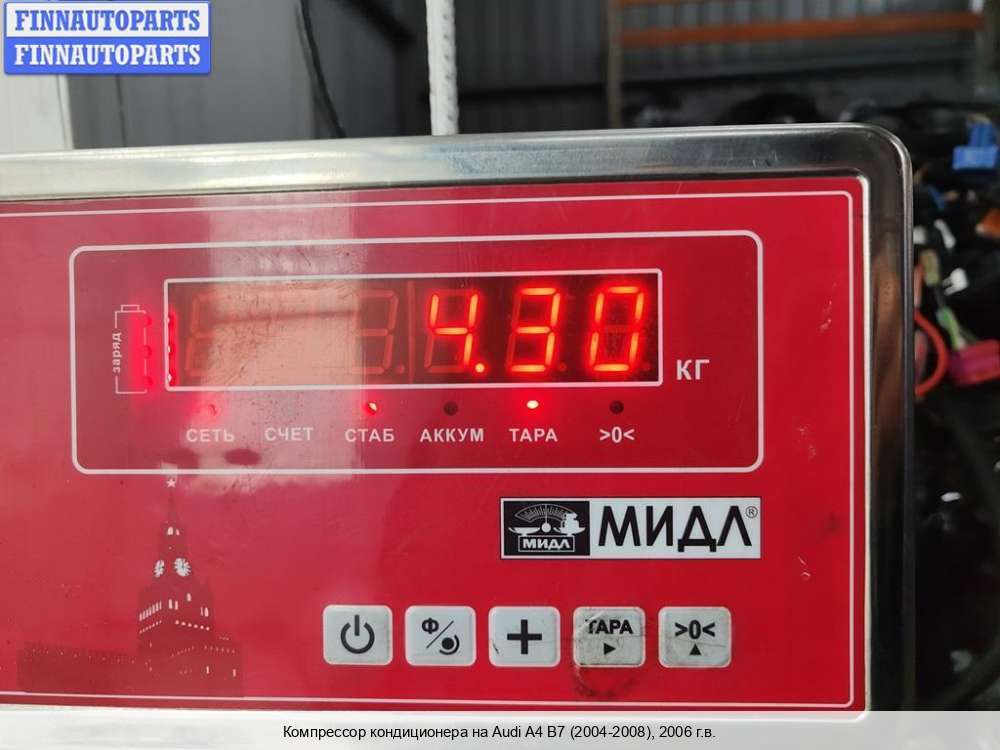 FINNAUTOPARTS
FINNAUTOPARTS
заряд
4.30
КГ
СЕТЬ СЧЕТ СТАБ АККУМ ТАРА >0<
МИДЛ
МИДЛ®
Ф
ТАРА >0<
Компрессор кондиционера на Audi A4 B7 (2004-2008), 2006 г.в.